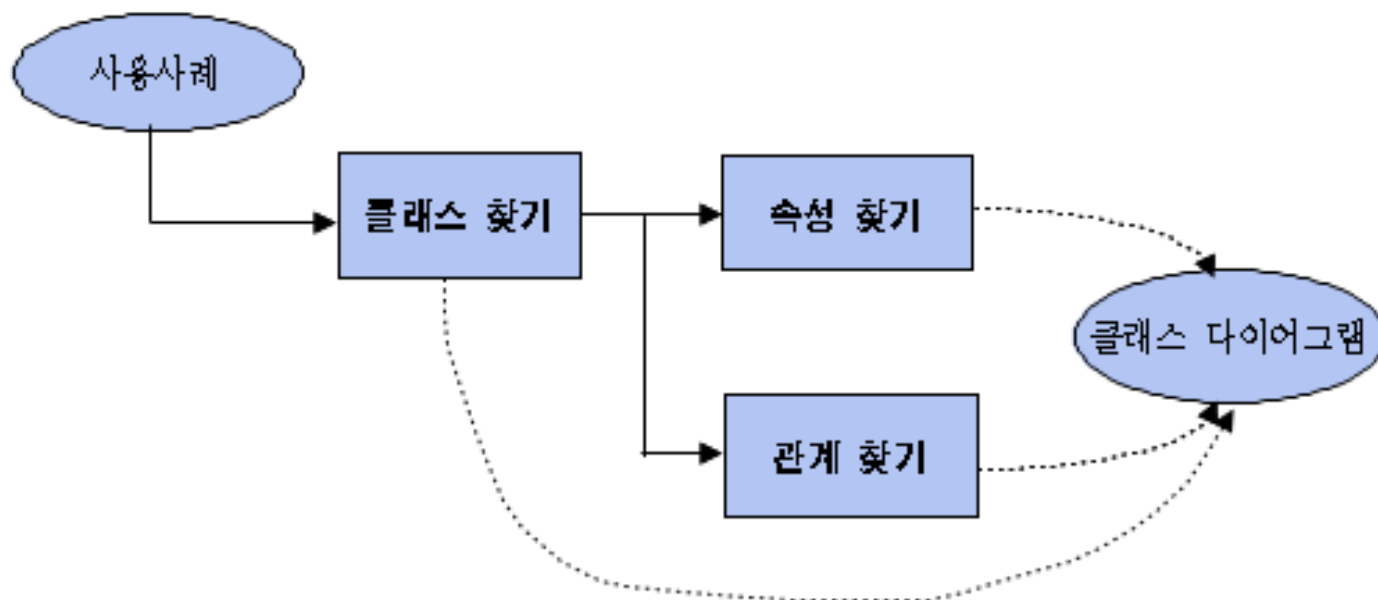 사용사례
클래스 찾기
속성 찾기
클래스 다이어그램
관계 찾기